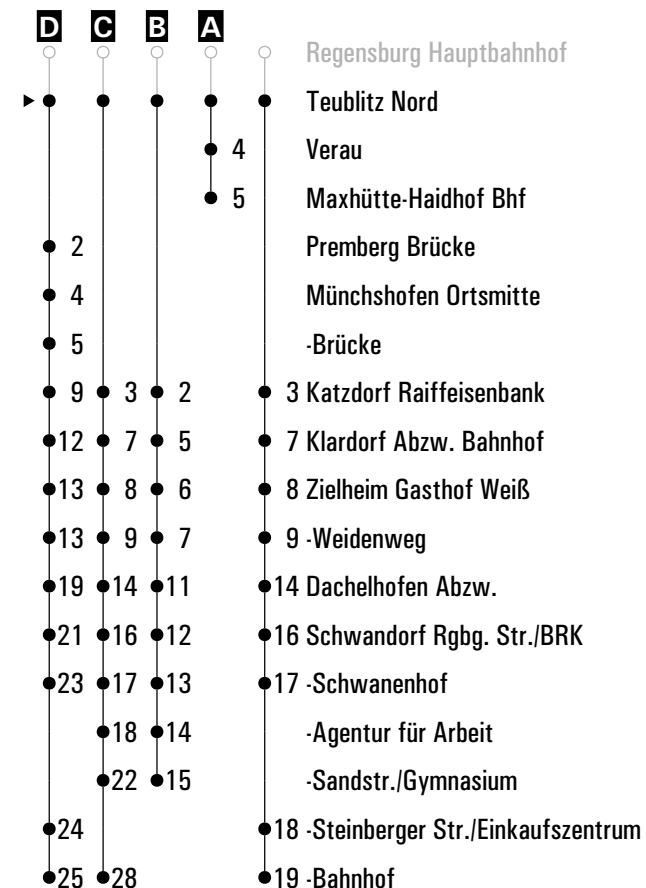 D C B A
Regensburg Hauptbahnhof
Teublitz Nord
4 Verau
5 Maxhütte-Haidhof Bhf
2 Premberg Brücke
4 Münchshofen Ortsmitte
5 -Brücke
9 3 2 3 Katzdorf Raiffeisenbank
12 7 5 7 Klardorf Abzw. Bahnhof
13 8 6 8 Zielheim Gasthof Weiß
13 9 7 9 -Weidenweg
19 14 11 14 Dachelhofen Abzw.
21 16 12 16 Schwandorf Rgbg. Str./BRK
23 17 13 17 -Schwanenhof
18 14 -Agentur für Arbeit
22 15 -Sandstr./Gymnasium
24 18 -Steinberger Str./Einkaufszentrum
25 28 19 -Bahnhof